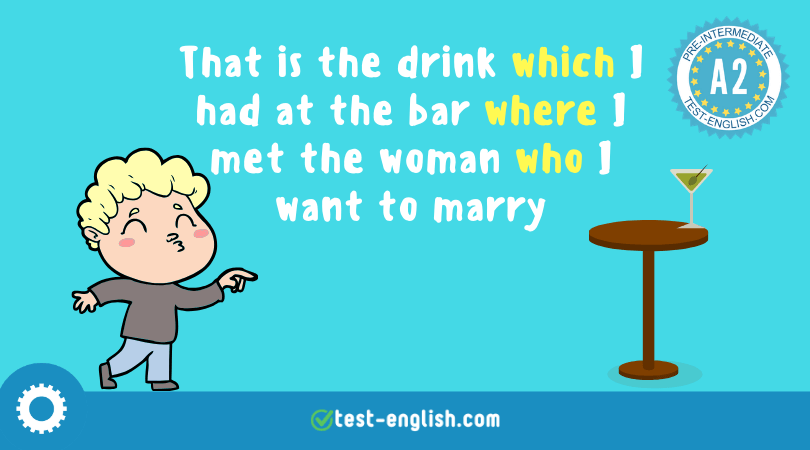 That is the drink which I
had at the bar where I
met the woman who I
want to marry
PRE-INTERMEDIATE
A2
TEST-ENGLISH.COM
test-english.com